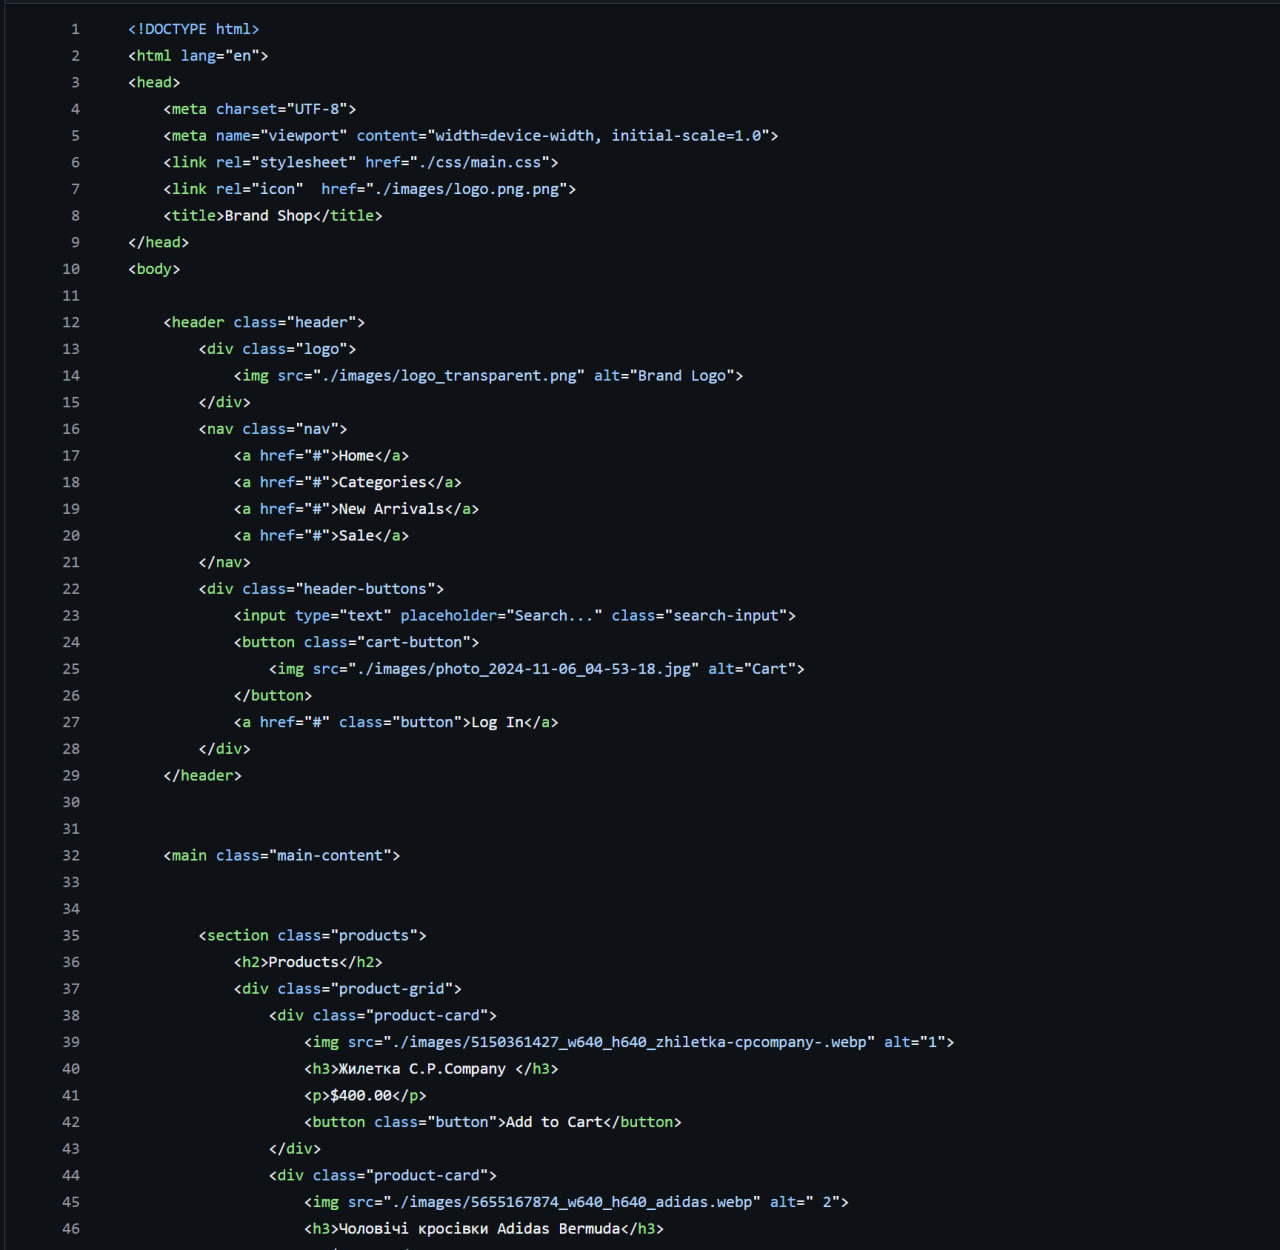 1 <!DOCTYPE html>
2 <html lang="en">
3 <head>
4     <meta charset="UTF-8">
5     <meta name="viewport" content="width=device-width, initial-scale=1.0">
6     <link rel="stylesheet" href="./css/main.css">
7     <link rel="icon"  href="./images/logo.png.png">
8     <title>Brand Shop</title>
9 </head>
10 <body>
11
12     <header class="header">
13         <div class="logo">
14             <img src="./images/logo_transparent.png" alt="Brand Logo">
15         </div>
16         <nav class="nav">
17             <a href="#">Home</a>
18             <a href="#">Categories</a>
19             <a href="#">New Arrivals</a>
20             <a href="#">Sale</a>
21         </nav>
22         <div class="header-buttons">
23             <input type="text" placeholder="Search..." class="search-input">
24             <button class="cart-button">
25                 <img src="./images/photo_2024-11-06_04-53-18.jpg" alt="Cart">
26             </button>
27             <a href="#" class="button">Log In</a>
28         </div>
29     </header>
30
31
32     <main class="main-content">
33
34
35         <section class="products">
36             <h2>Products</h2>
37             <div class="product-grid">
38                 <div class="product-card">
39                     <img src="./images/5150361427_w640_h640_zhiletka-cpcompany-.webp" alt="1">
40                     <h3>Жилетка C.P.Company </h3>
41                     <p>$400.00</p>
42                     <button class="button">Add to Cart</button>
43                 </div>
44                 <div class="product-card">
45                     <img src="./images/5655167874_w640_h640_adidas.webp" alt=" 2">
46                     <h3>Чоловічі кросівки Adidas Bermuda</h3>